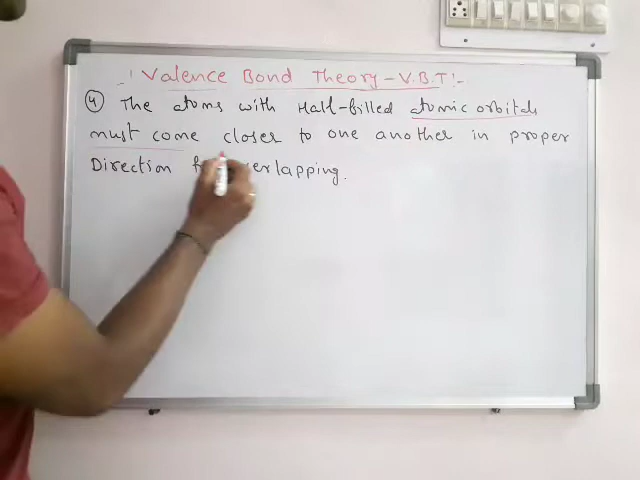 ! Valence Bond Theory - V.B.T! -
④ The atoms with Half-filled atomic orbitals
must come closer to one another in proper
Direction overlapping.